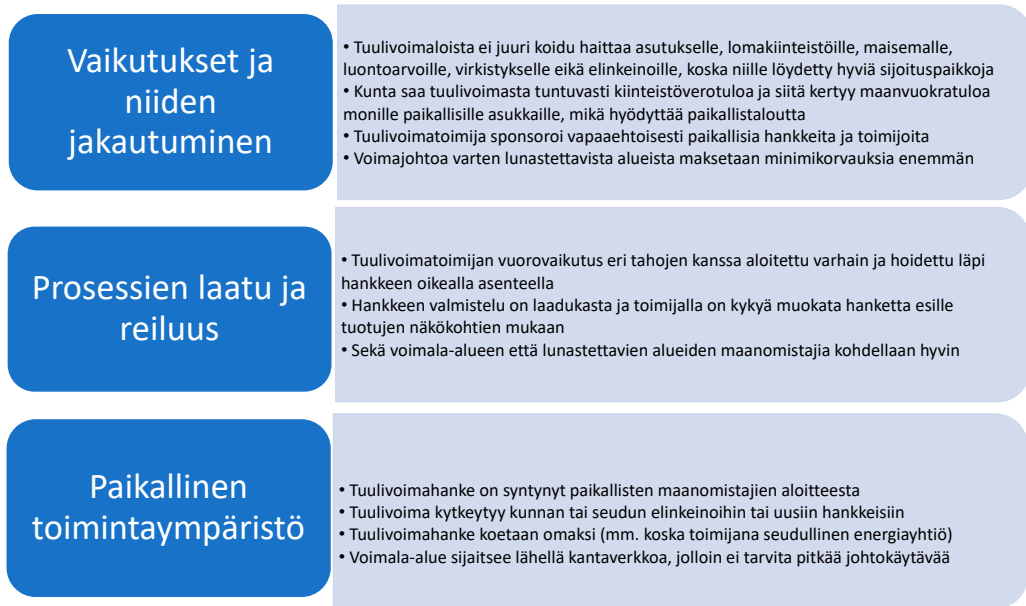 Vaikutukset ja
niiden
jakautuminen
• Tuulivoimaloista ei juuri koidu haittaa asutukselle, lomakiinteistöille, maisemalle,
luontoarvoille, virkistykselle eikä elinkeinoille, koska niille löydetty hyviä sijoituspaikkoja
• Kunta saa tuulivoimasta tuntuvasti kiinteistöverotuloa ja siitä kertyy maanvuokratuloa
monille paikallisille asukkaille, mikä hyödyttää paikallistaloutta
• Tuulivoimatoimija sponsoroi vapaaehtoisesti paikallisia hankkeita ja toimijoita
• Voimajohtoa varten lunastettavista alueista maksetaan minimikorvauksia enemmän
Prosessien laatu ja
reiluus
• Tuulivoimatoimijan vuorovaikutus eri tahojen kanssa aloitettu varhain ja hoidettu läpi
hankkeen oikealla asenteella
• Hankkeen valmistelu on laadukasta ja toimijalla on kykyä muokata hanketta esille
tuotujen näkökohtien mukaan
• Sekä voimala-alueen että lunastettavien alueiden maanomistajia kohdellaan hyvin
Paikallinen
toimintaympäristö
• Tuulivoimahanke on syntynyt paikallisten maanomistajien aloitteesta
• Tuulivoima kytkeytyy kunnan tai seudun elinkeinoihin tai uusiin hankkeisiin
• Tuulivoimahanke koetaan omaksi (mm. koska toimijana seudullinen energiayhtiö)
• Voimala-alue sijaitsee lähellä kantaverkkoa, jolloin ei tarvita pitkää johtokäytävää